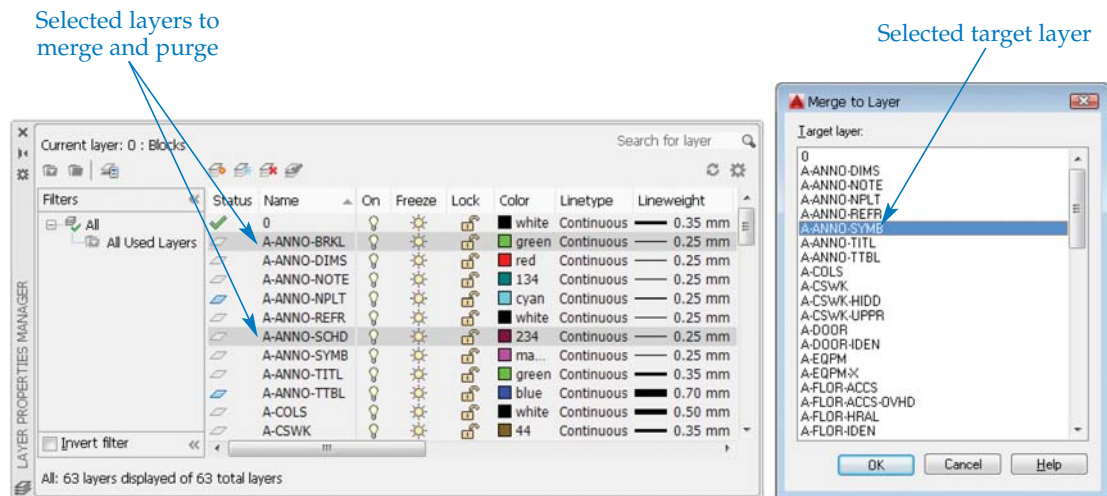 Selected layers to
merge and purge
Selected target layer
Current layer: 0 : Blocks
Search for layer
Filters
All
All Used Layers
Invert filter
Status Name On Freeze Lock Color Linetype Lineweight
0 white Continuous 0.35 mm
A-ANNO-BRKL green Continuous 0.25 mm
A-ANNO-DIMS red Continuous 0.25 mm
A-ANNO-NOTE 134 Continuous 0.25 mm
A-ANNO-NPLT cyan Continuous 0.25 mm
A-ANNO-REFR white Continuous 0.25 mm
A-ANNO-SCHD 234 Continuous 0.25 mm
A-ANNO-SYMB ma... Continuous 0.25 mm
A-ANNO-TITL green Continuous 0.35 mm
A-ANNO-TTBL blue Continuous 0.70 mm
A-COLS white Continuous 0.50 mm
A-CSWK 44 Continuous 0.35 mm
All: 63 layers displayed of 63 total layers
LAYER PROPERTIES MANAGER
Merge to Layer
Target layer:
0
A-ANNO-DIMS
A-ANNO-NOTE
A-ANNO-NPLT
A-ANNO-REFR
A-ANNO-SYMB
A-ANNO-TITL
A-ANNO-TTBL
A-COLS
A-CSWK
A-CSWK-HIDD
A-CSWK-UPPR
A-DOOR
A-DOOR-IDEN
A-EQPM
A-EQPM-X
A-FLOR-ACCS
A-FLOR-ACCS-OVHD
A-FLOR-HRAL
A-FLOR-IDEN
OK Cancel Help